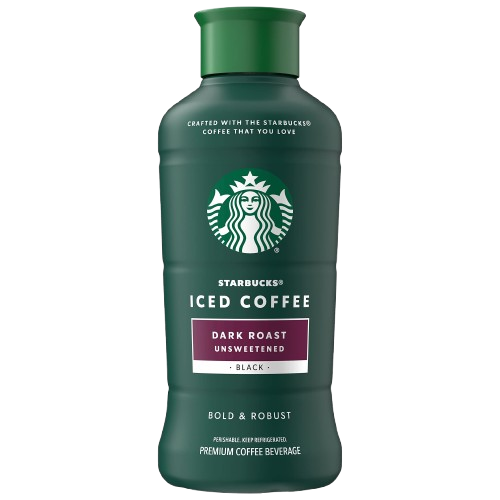 CRAFTED WITH THE STARBUCKS®
COFFEE THAT YOU LOVE
®
STARBUCKS®
ICED COFFEE
DARK ROAST
UNSWEETENED
· BLACK ·
BOLD & ROBUST
PERISHABLE. KEEP REFRIGERATED.
PREMIUM COFFEE BEVERAGE